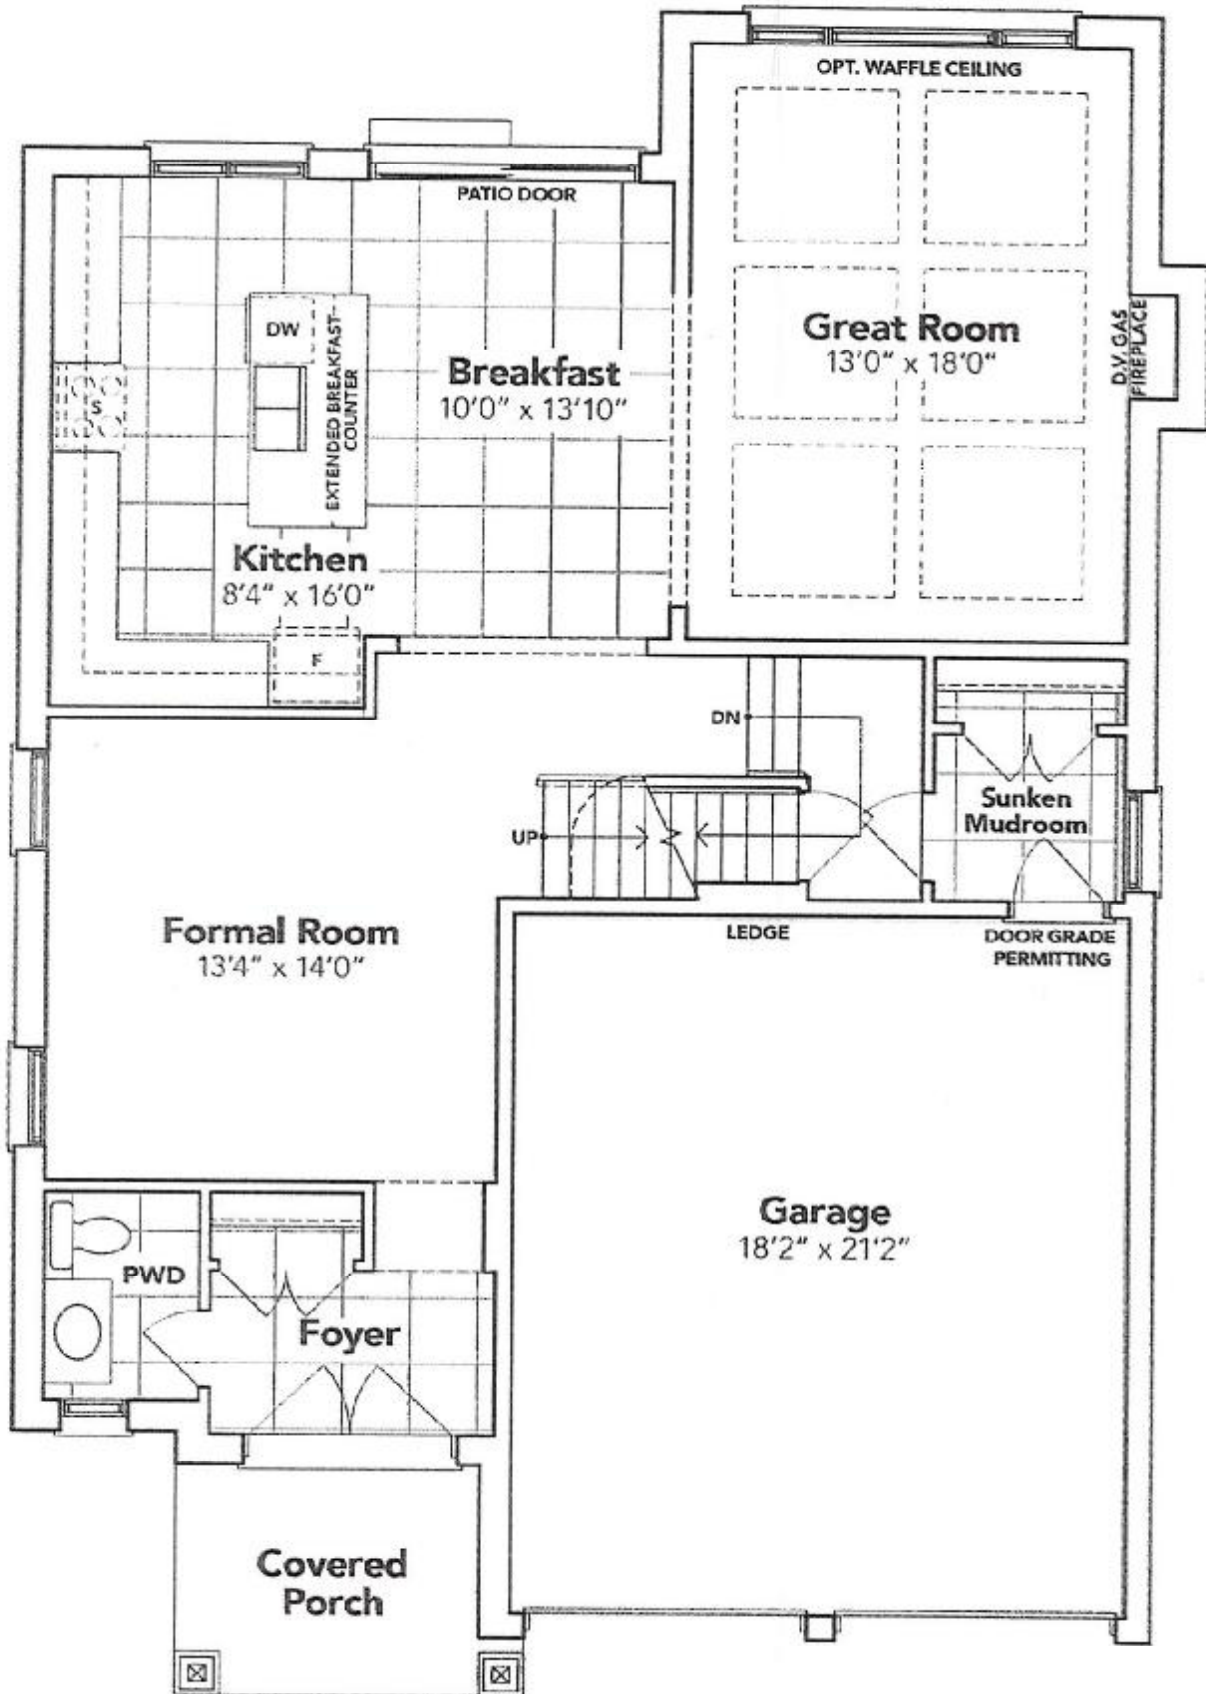 OPT. WAFFLE CEILING
PATIO DOOR
Great Room
13'0" x 18'0"
D.V. GAS
FIREPLACE
DW
EXTENDED BREAKFAST
COUNTER
Breakfast
10'0" x 13'10"
S
Kitchen
8'4" x 16'0"
F
DN
UP
Sunken
Mudroom
Formal Room
13'4" x 14'0"
LEDGE
DOOR GRADE
PERMITTING
Garage
18'2" x 21'2"
PWD
Foyer
Covered
Porch